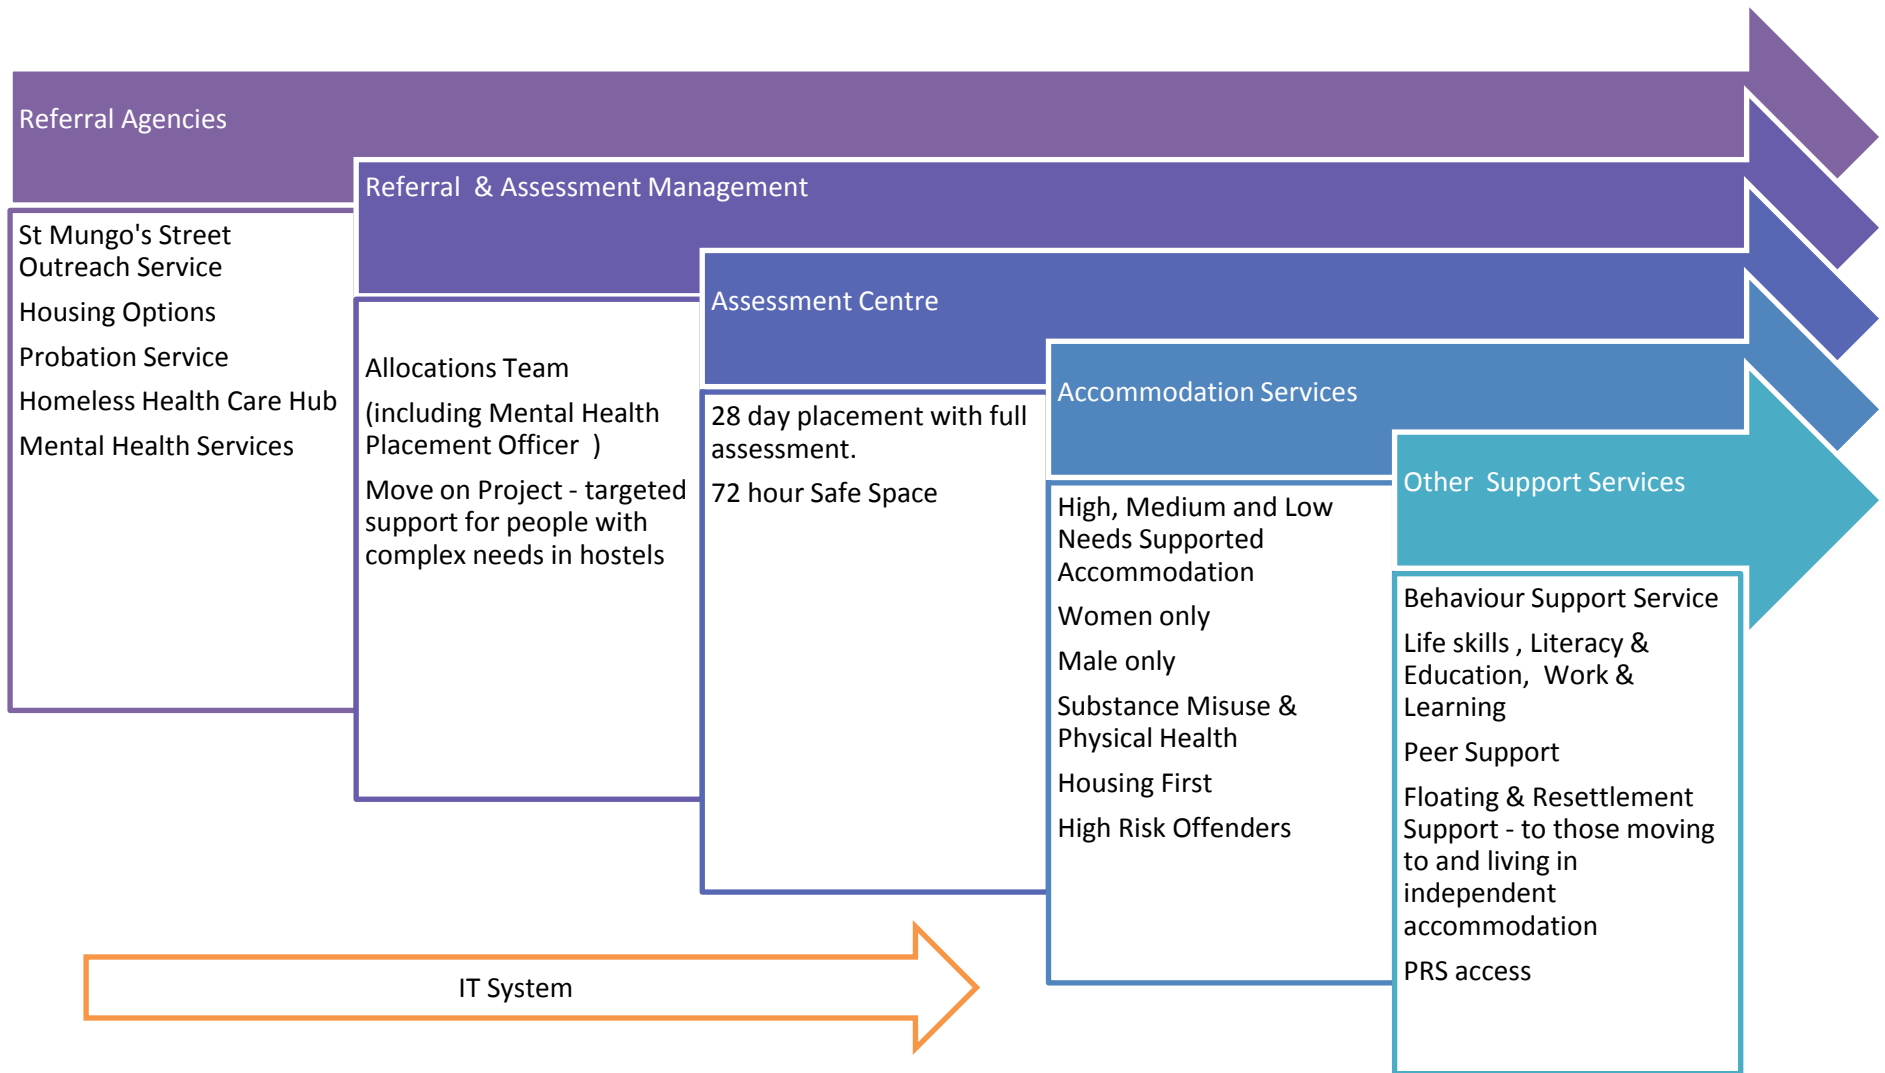 Referral Agencies
St Mungo's Street
Outreach Service
Housing Options
Probation Service
Homeless Health Care Hub
Mental Health Services
Referral & Assessment Management
Allocations Team
(including Mental Health
Placement Officer )
Move on Project - targeted
support for people with
complex needs in hostels
Assessment Centre
28 day placement with full
assessment.
72 hour Safe Space
Accommodation Services
High, Medium and Low
Needs Supported
Accommodation
Women only
Male only
Substance Misuse &
Physical Health
Housing First
High Risk Offenders
Other Support Services
Behaviour Support Service
Life skills , Literacy &
Education, Work &
Learning
Peer Support
Floating & Resettlement
Support - to those moving
to and living in
independent
accommodation
PRS access
IT System